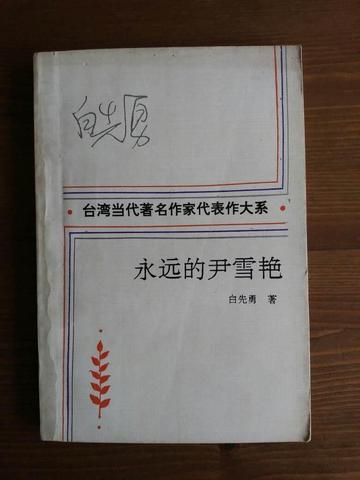 白先勇
台湾当代著名作家代表作大系
永远的尹雪艳
白先勇 著